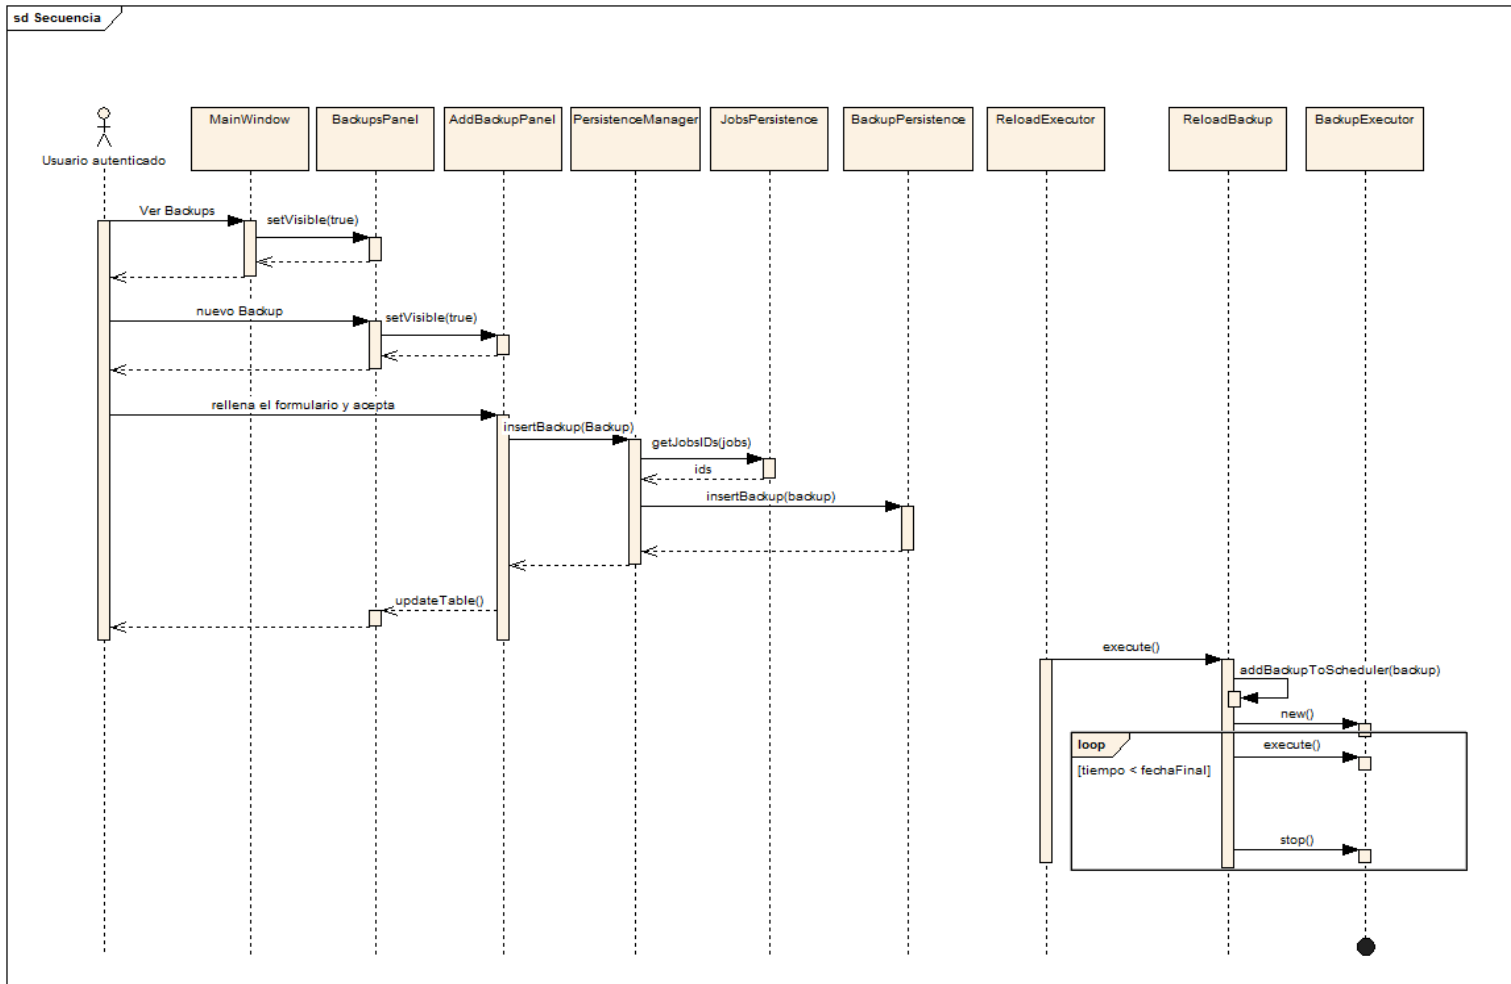 sd Secuencia
Usuario autenticado
MainWindow
BackupsPanel
AddBackupPanel
PersistenceManager
JobsPersistence
BackupPersistence
ReloadExecutor
ReloadBackup
BackupExecutor
Ver Backups
setVisible(true)
nuevo Backup
setVisible(true)
rellena el formulario y acepta
insertBackup(Backup)
getJobsIDs(jobs)
ids
insertBackup(backup)
updateTable()
execute()
addBackupToScheduler(backup)
new()
loop
execute()
[tiempo < fechaFinal]
stop()